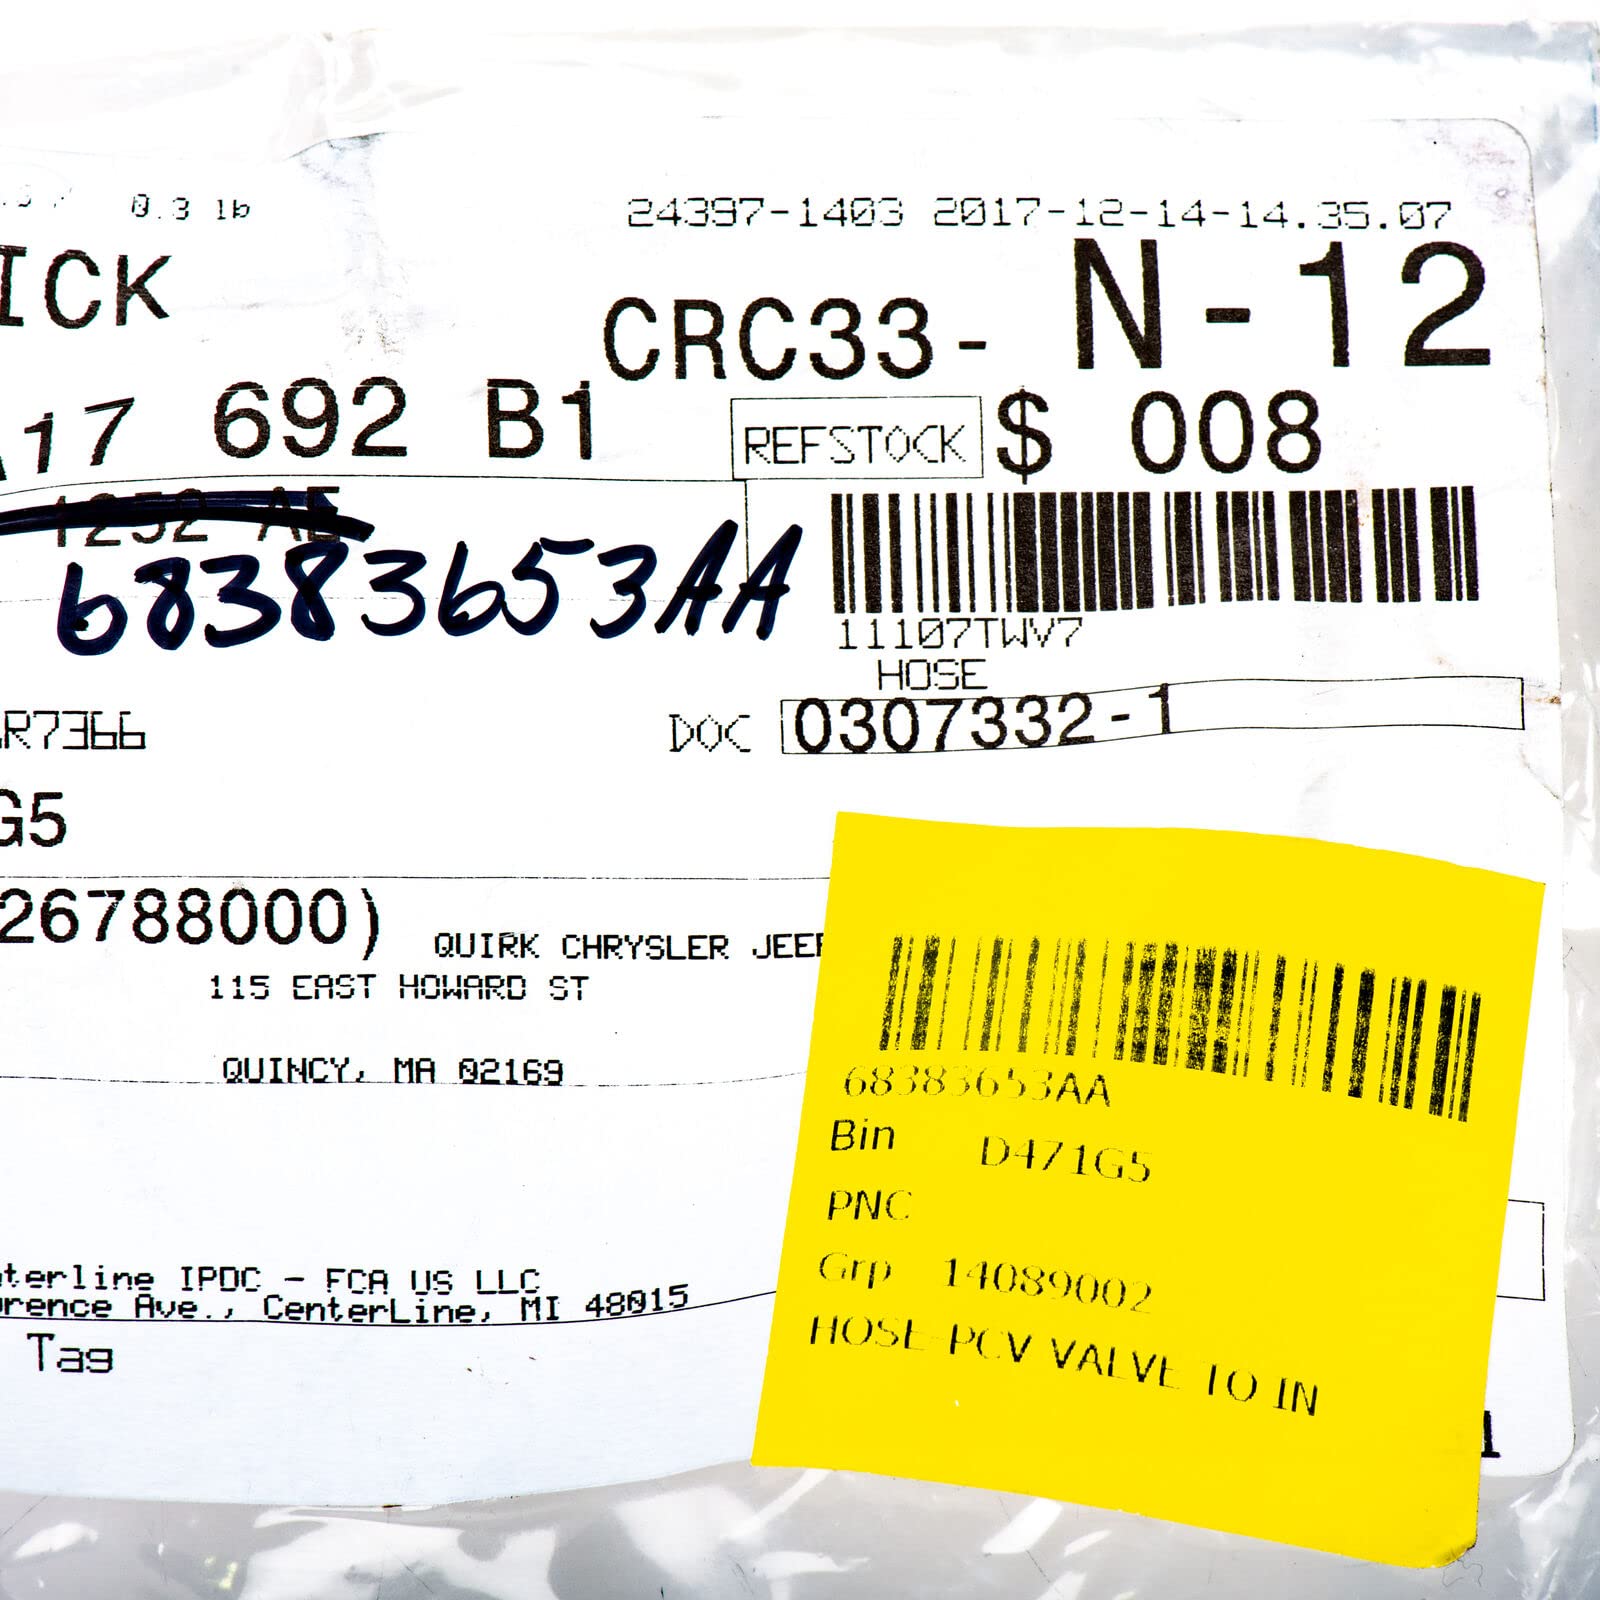 0.3 lb
24397-1403 2017-12-14-14.35.07
ICK
CRC33- N-12
17 692 B1
REFSTOCK $ 008
1252 AE
68383653AA
11107TWV7
HOSE
R7366
DOC 0307332-1
G5
26788000)
QUIRK CHRYSLER JEEP
115 EAST HOWARD ST
QUINCY, MA 02169
terline IPDC - FCA US LLC
rence Ave., CenterLine, MI 48015
Tag
68383653AA
Bin D471G5
PNC
Grp 14089002
HOSE-PCV VALVE TO IN
1